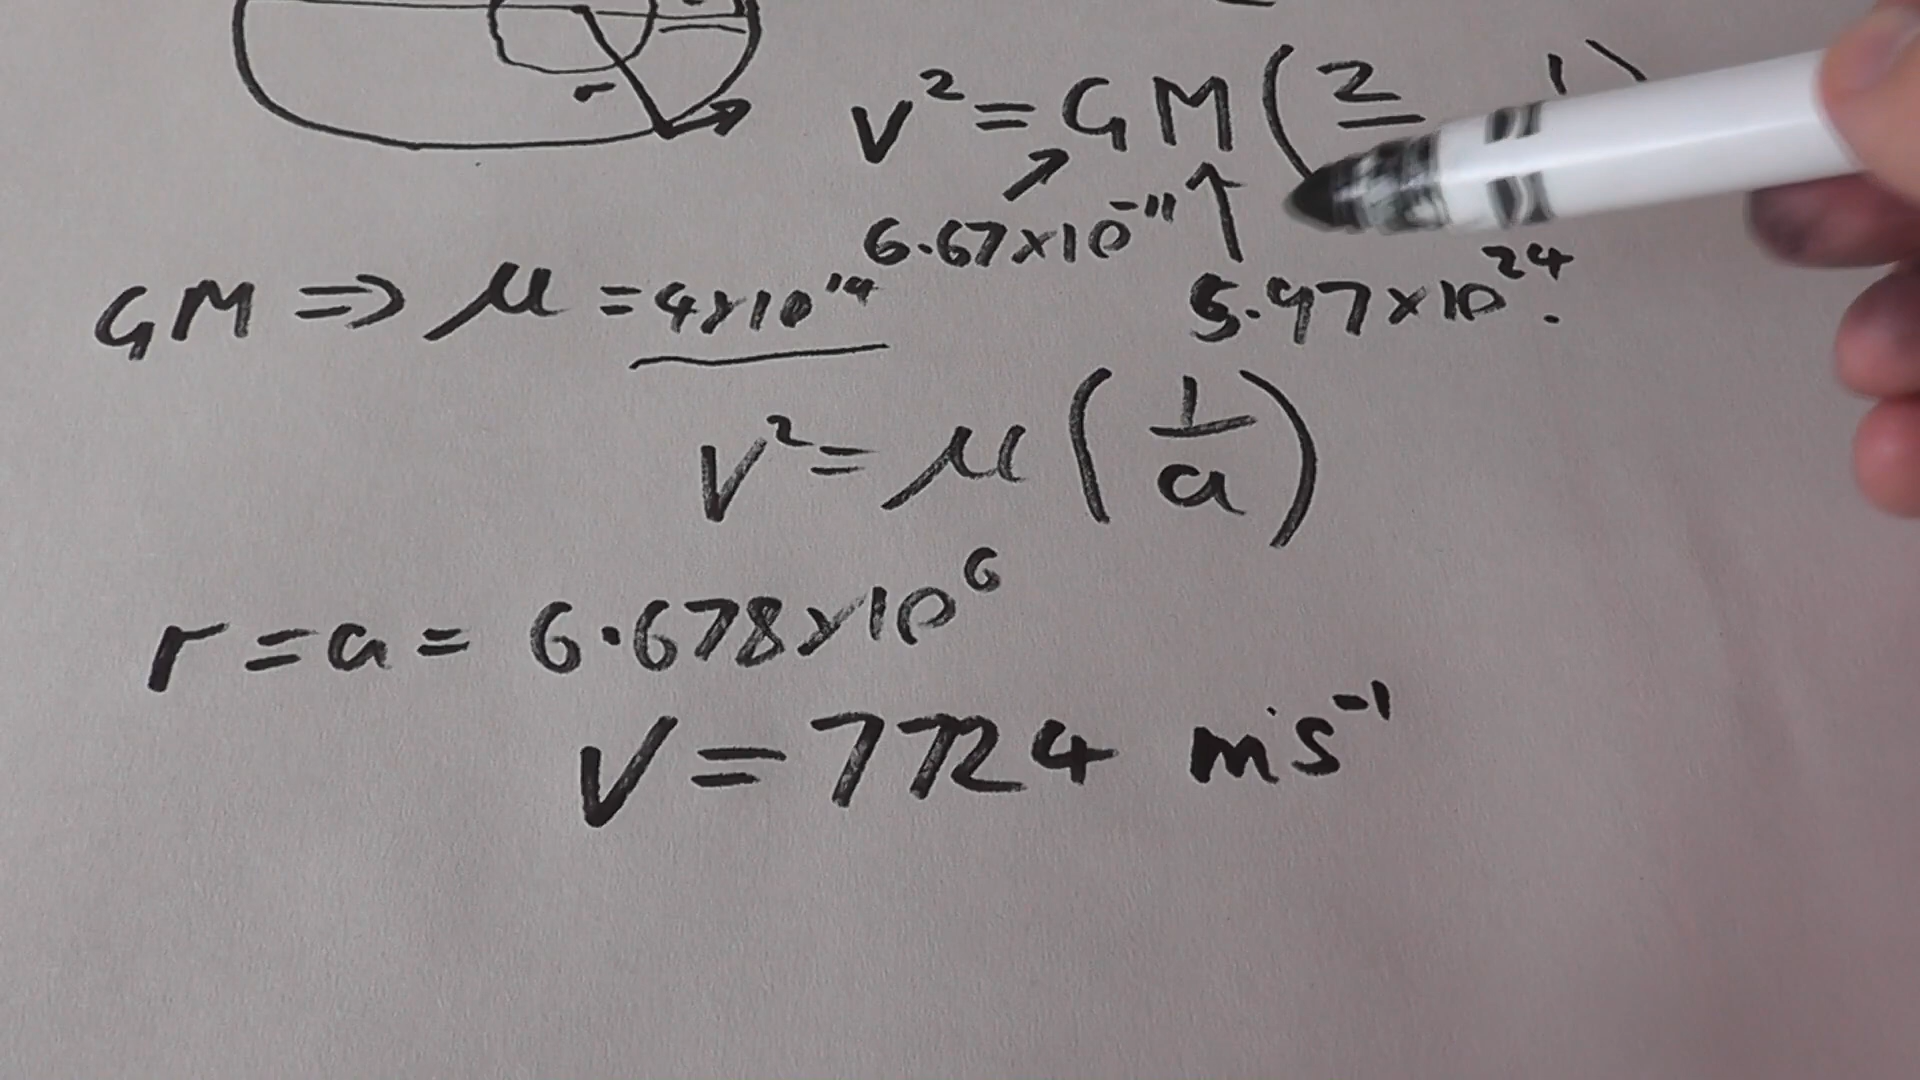 r
v² = GM (2 1)
6.67×10⁻¹¹
5.97×10²⁴.
GM ⇒ μ = 4×10¹⁴
v² = μ (1/a)
r = a = 6.678×10⁶
V = 7724 ms⁻¹